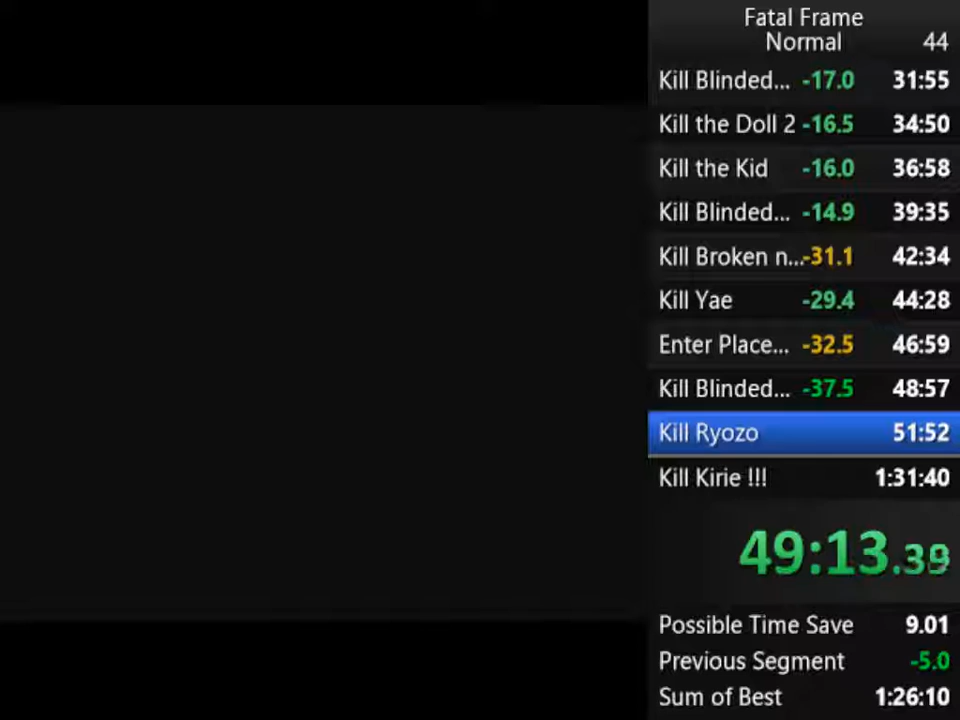 Fatal Frame
Normal 44
Kill Blinded... -17.0 31:55
Kill the Doll 2 -16.5 34:50
Kill the Kid -16.0 36:58
Kill Blinded... -14.9 39:35
Kill Broken n... -31.1 42:34
Kill Yae -29.4 44:28
Enter Place... -32.5 46:59
Kill Blinded... -37.5 48:57
Kill Ryozo 51:52
Kill Kirie !!! 1:31:40
49:13.39
Possible Time Save 9.01
Previous Segment -5.0
Sum of Best 1:26:10